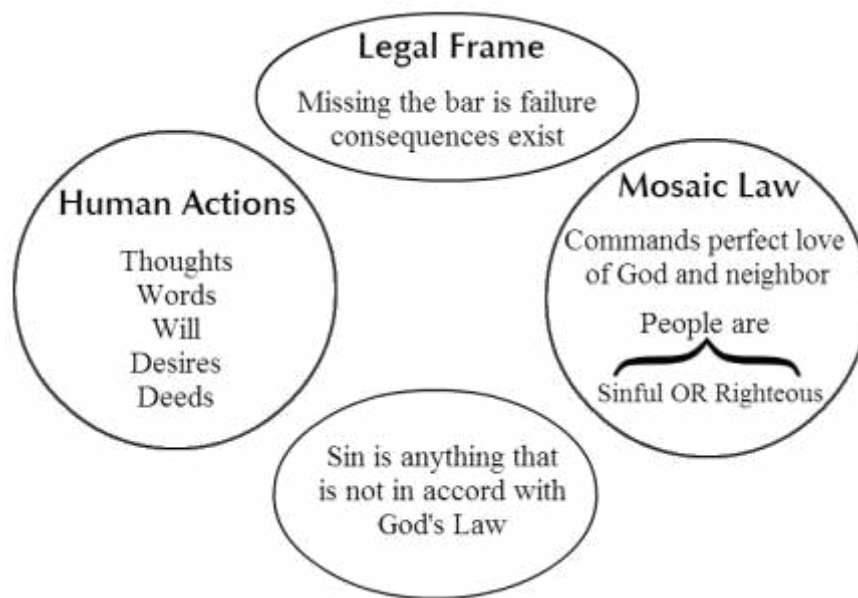 Legal Frame
Missing the bar is failure
consequences exist
Human Actions
Thoughts
Words
Will
Desires
Deeds
Mosaic Law
Commands perfect love
of God and neighbor
People are
Sinful OR Righteous
Sin is anything that
is not in accord with
God's Law